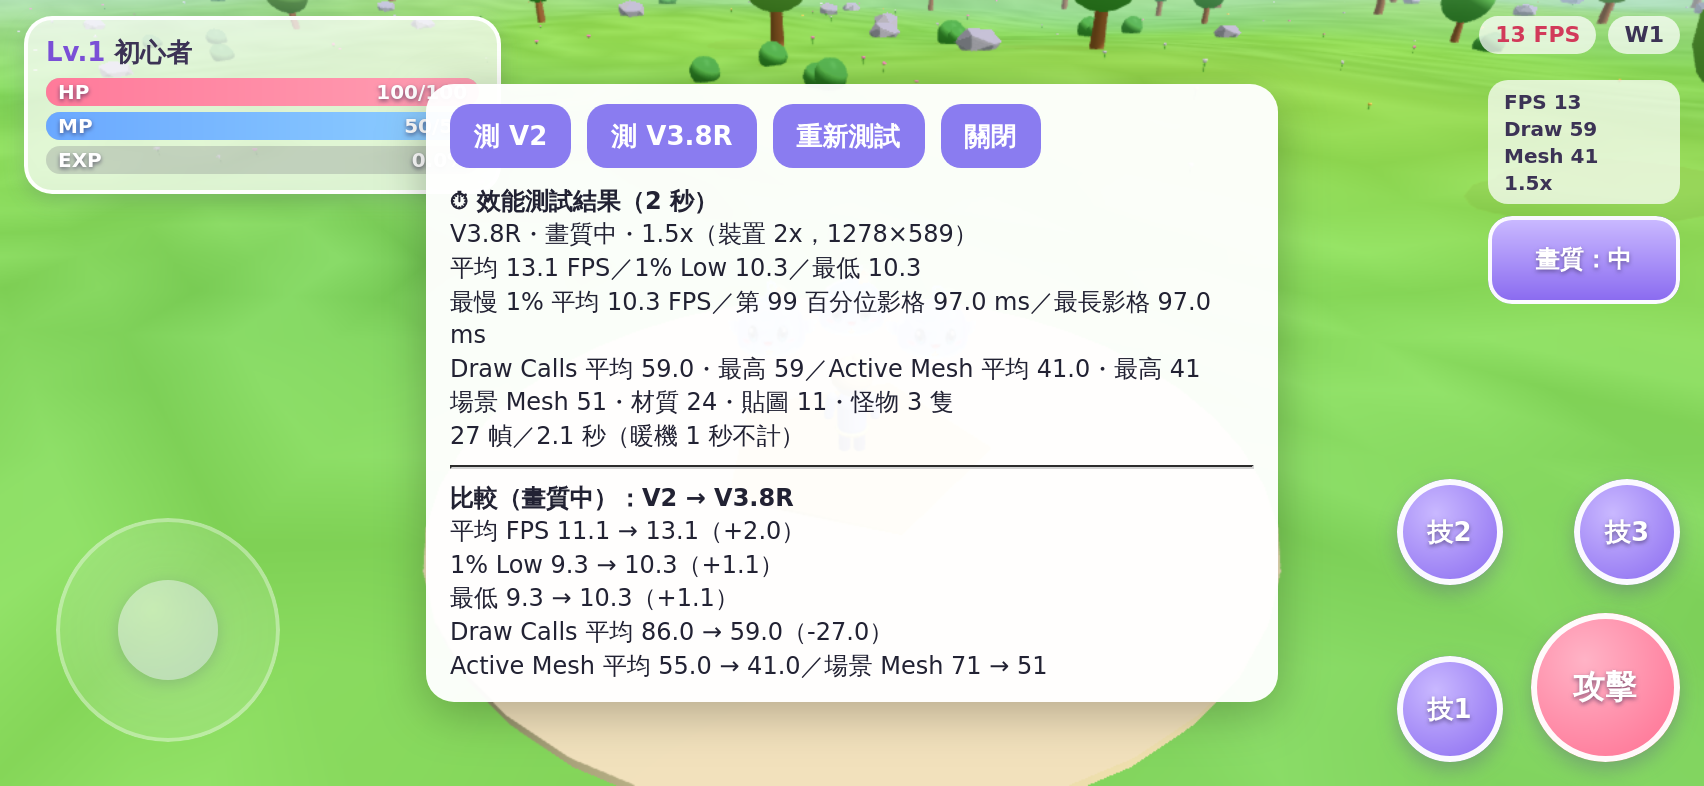 Lv.1 初心者
HP 100/1
MP 50
EXP 0
13 FPS W1
FPS 13
Draw 59
Mesh 41
1.5x
畫質：中
測 V2 測 V3.8R 重新測試 關閉
⏱ 效能測試結果（2 秒）
V3.8R・畫質中・1.5x（裝置 2x，1278×589）
平均 13.1 FPS／1% Low 10.3／最低 10.3
最慢 1% 平均 10.3 FPS／第 99 百分位影格 97.0 ms／最長影格 97.0
ms
Draw Calls 平均 59.0・最高 59／Active Mesh 平均 41.0・最高 41
場景 Mesh 51・材質 24・貼圖 11・怪物 3 隻
27 幀／2.1 秒（暖機 1 秒不計）
比較（畫質中）：V2 → V3.8R
平均 FPS 11.1 → 13.1（+2.0）
1% Low 9.3 → 10.3（+1.1）
最低 9.3 → 10.3（+1.1）
Draw Calls 平均 86.0 → 59.0（-27.0）
Active Mesh 平均 55.0 → 41.0／場景 Mesh 71 → 51
技2 技3
技1 攻擊